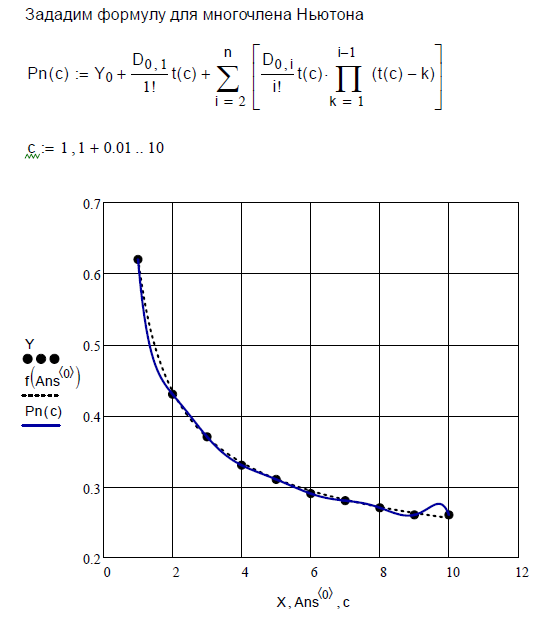 Зададим формулу для многочлена Ньютона
n
i−1
Pn(c) := Y0 + D0,1/1! t(c) + ∑ [D0,i/i! t(c)· ∏ (t(c) − k)]
i = 2
k = 1
c := 1 , 1 + 0.01 .. 10
0.7
0.6
0.5
0.4
0.3
0.2
Y
f(Ans⟨0⟩)
Pn(c)
0 2 4 6 8 10 12
X , Ans⟨0⟩ , c